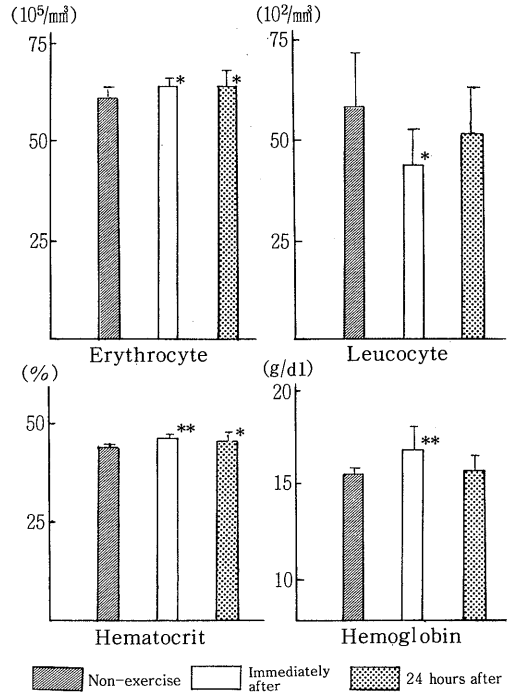 (10⁵/mm³)
75
50
25
*
*
Erythrocyte
(10²/mm³)
75
50
25
*
Leucocyte
(%)
50
25
**
*
Hematocrit
(g/dl)
20
15
10
**
Hemoglobin
Non-exercise
Immediately
after
24 hours after